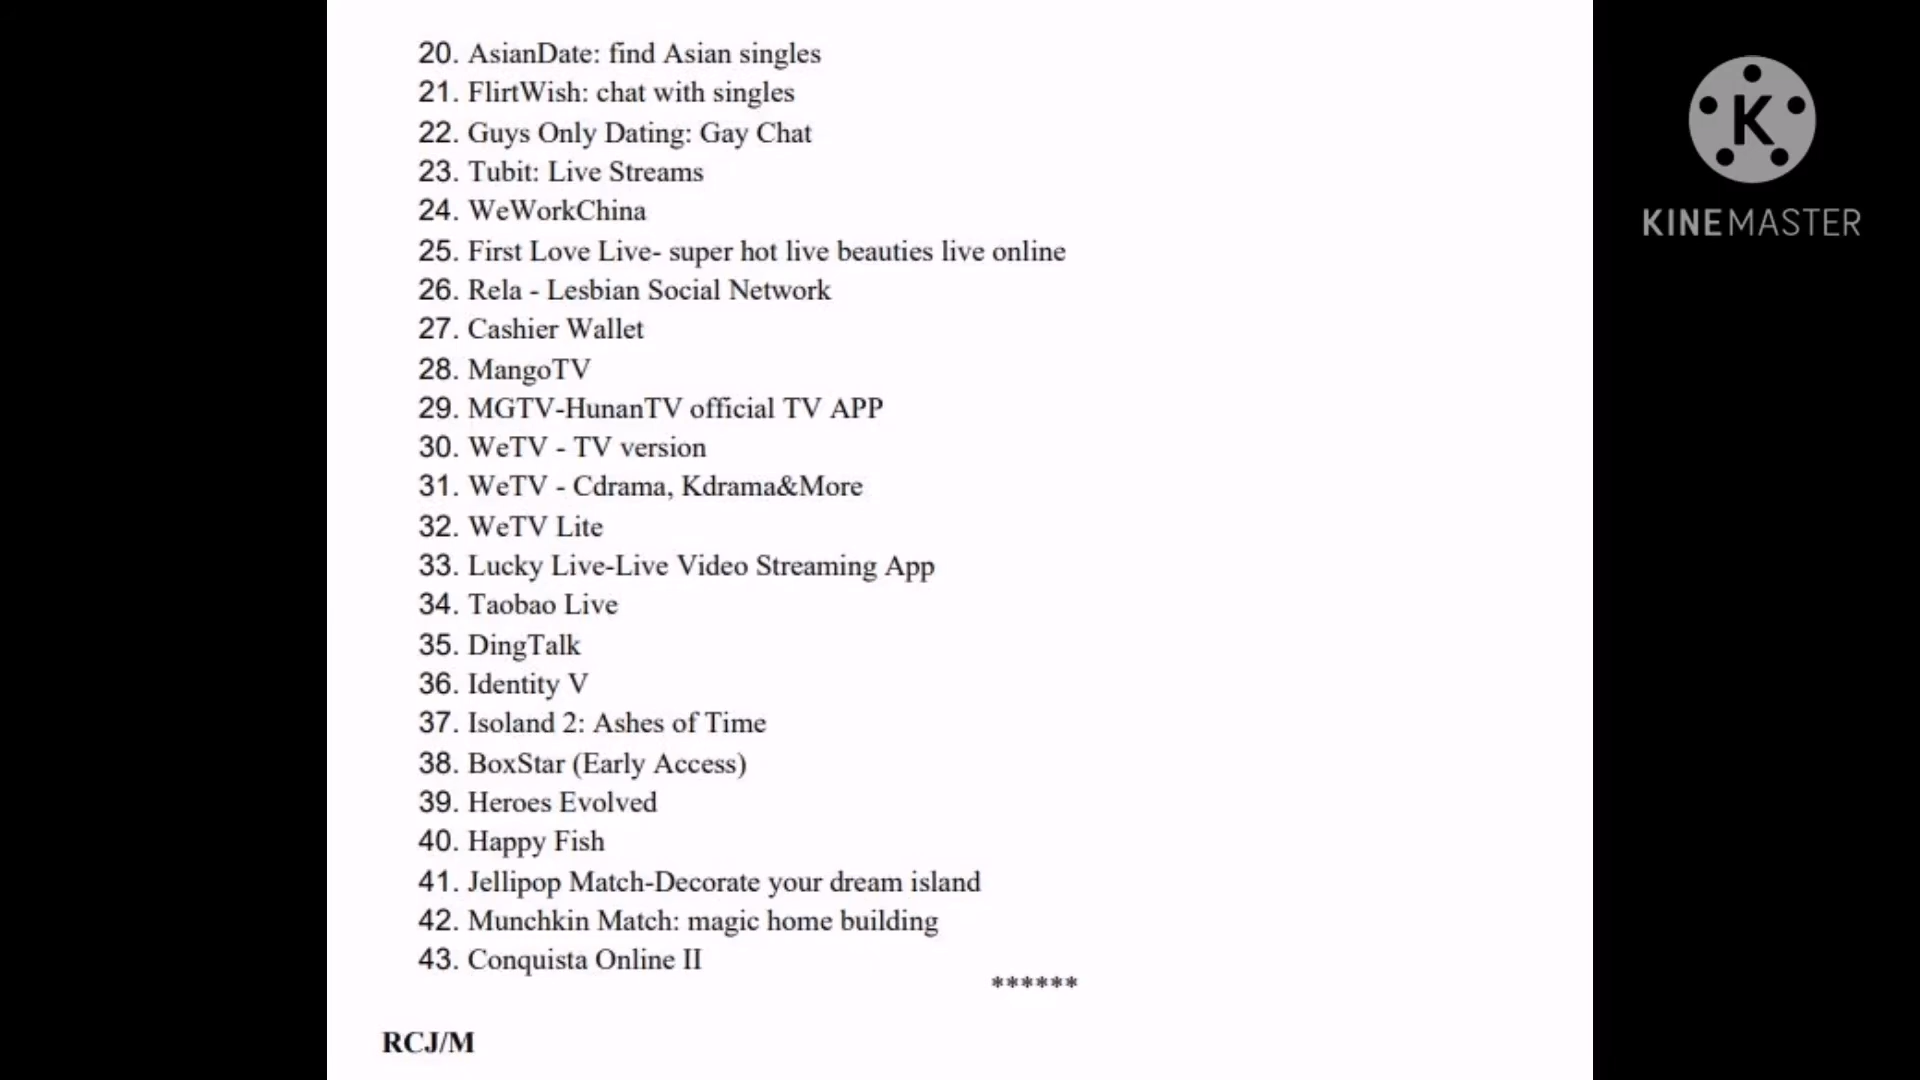 20. AsianDate: find Asian singles
21. FlirtWish: chat with singles
22. Guys Only Dating: Gay Chat
23. Tubit: Live Streams
24. WeWorkChina
25. First Love Live- super hot live beauties live online
26. Rela - Lesbian Social Network
27. Cashier Wallet
28. MangoTV
29. MGTV-HunanTV official TV APP
30. WeTV - TV version
31. WeTV - Cdrama, Kdrama&More
32. WeTV Lite
33. Lucky Live-Live Video Streaming App
34. Taobao Live
35. DingTalk
36. Identity V
37. Isoland 2: Ashes of Time
38. BoxStar (Early Access)
39. Heroes Evolved
40. Happy Fish
41. Jellipop Match-Decorate your dream island
42. Munchkin Match: magic home building
43. Conquista Online II
******
RCJ/M
K
KINEMASTER